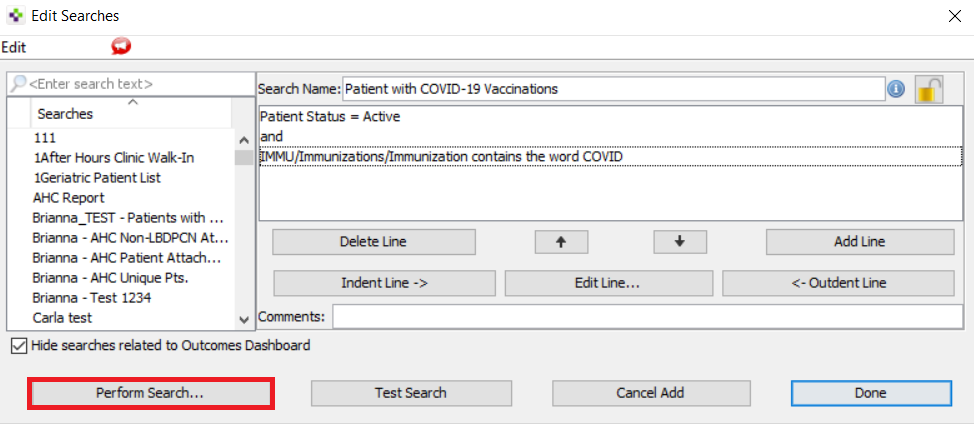 Edit Searches
Edit
<Enter search text>
Searches
111
1After Hours Clinic Walk-In
1Geriatric Patient List
AHC Report
Brianna_TEST - Patients with ...
Brianna - AHC Non-LBDPCN At...
Brianna - AHC Patient Attach...
Brianna - AHC Unique Pts.
Brianna - Test 1234
Carla test
Search Name: Patient with COVID-19 Vaccinations
Patient Status = Active
and
IMMU/Immunizations/Immunization contains the word COVID
Delete Line
Add Line
Indent Line ->
Edit Line...
<- Outdent Line
Comments:
Hide searches related to Outcomes Dashboard
Perform Search...
Test Search
Cancel Add
Done